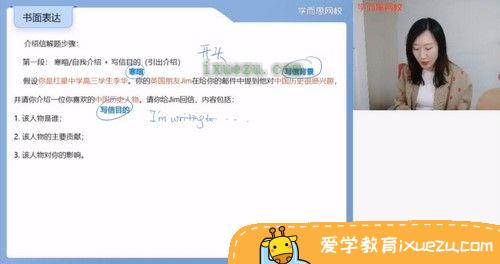 书面表达
学而思网校
介绍信解题步骤：
开头
ixuezu.com
第一段： 寒暄/自我介绍 + 写信目的（引出介绍）
寒暄
写信背景
假设你是红星中学高三学生李华，你的英国朋友Jim在给你的邮件中提到他对中国历史很感兴趣，
并请你介绍一位你喜欢的中国历史人物。请你给Jim回信，内容包括：
写信目的
1. 该人物是谁；
I'm writing to ....
2. 该人物的主要贡献；
3. 该人物对你的影响。
爱学教育ixuezu.com